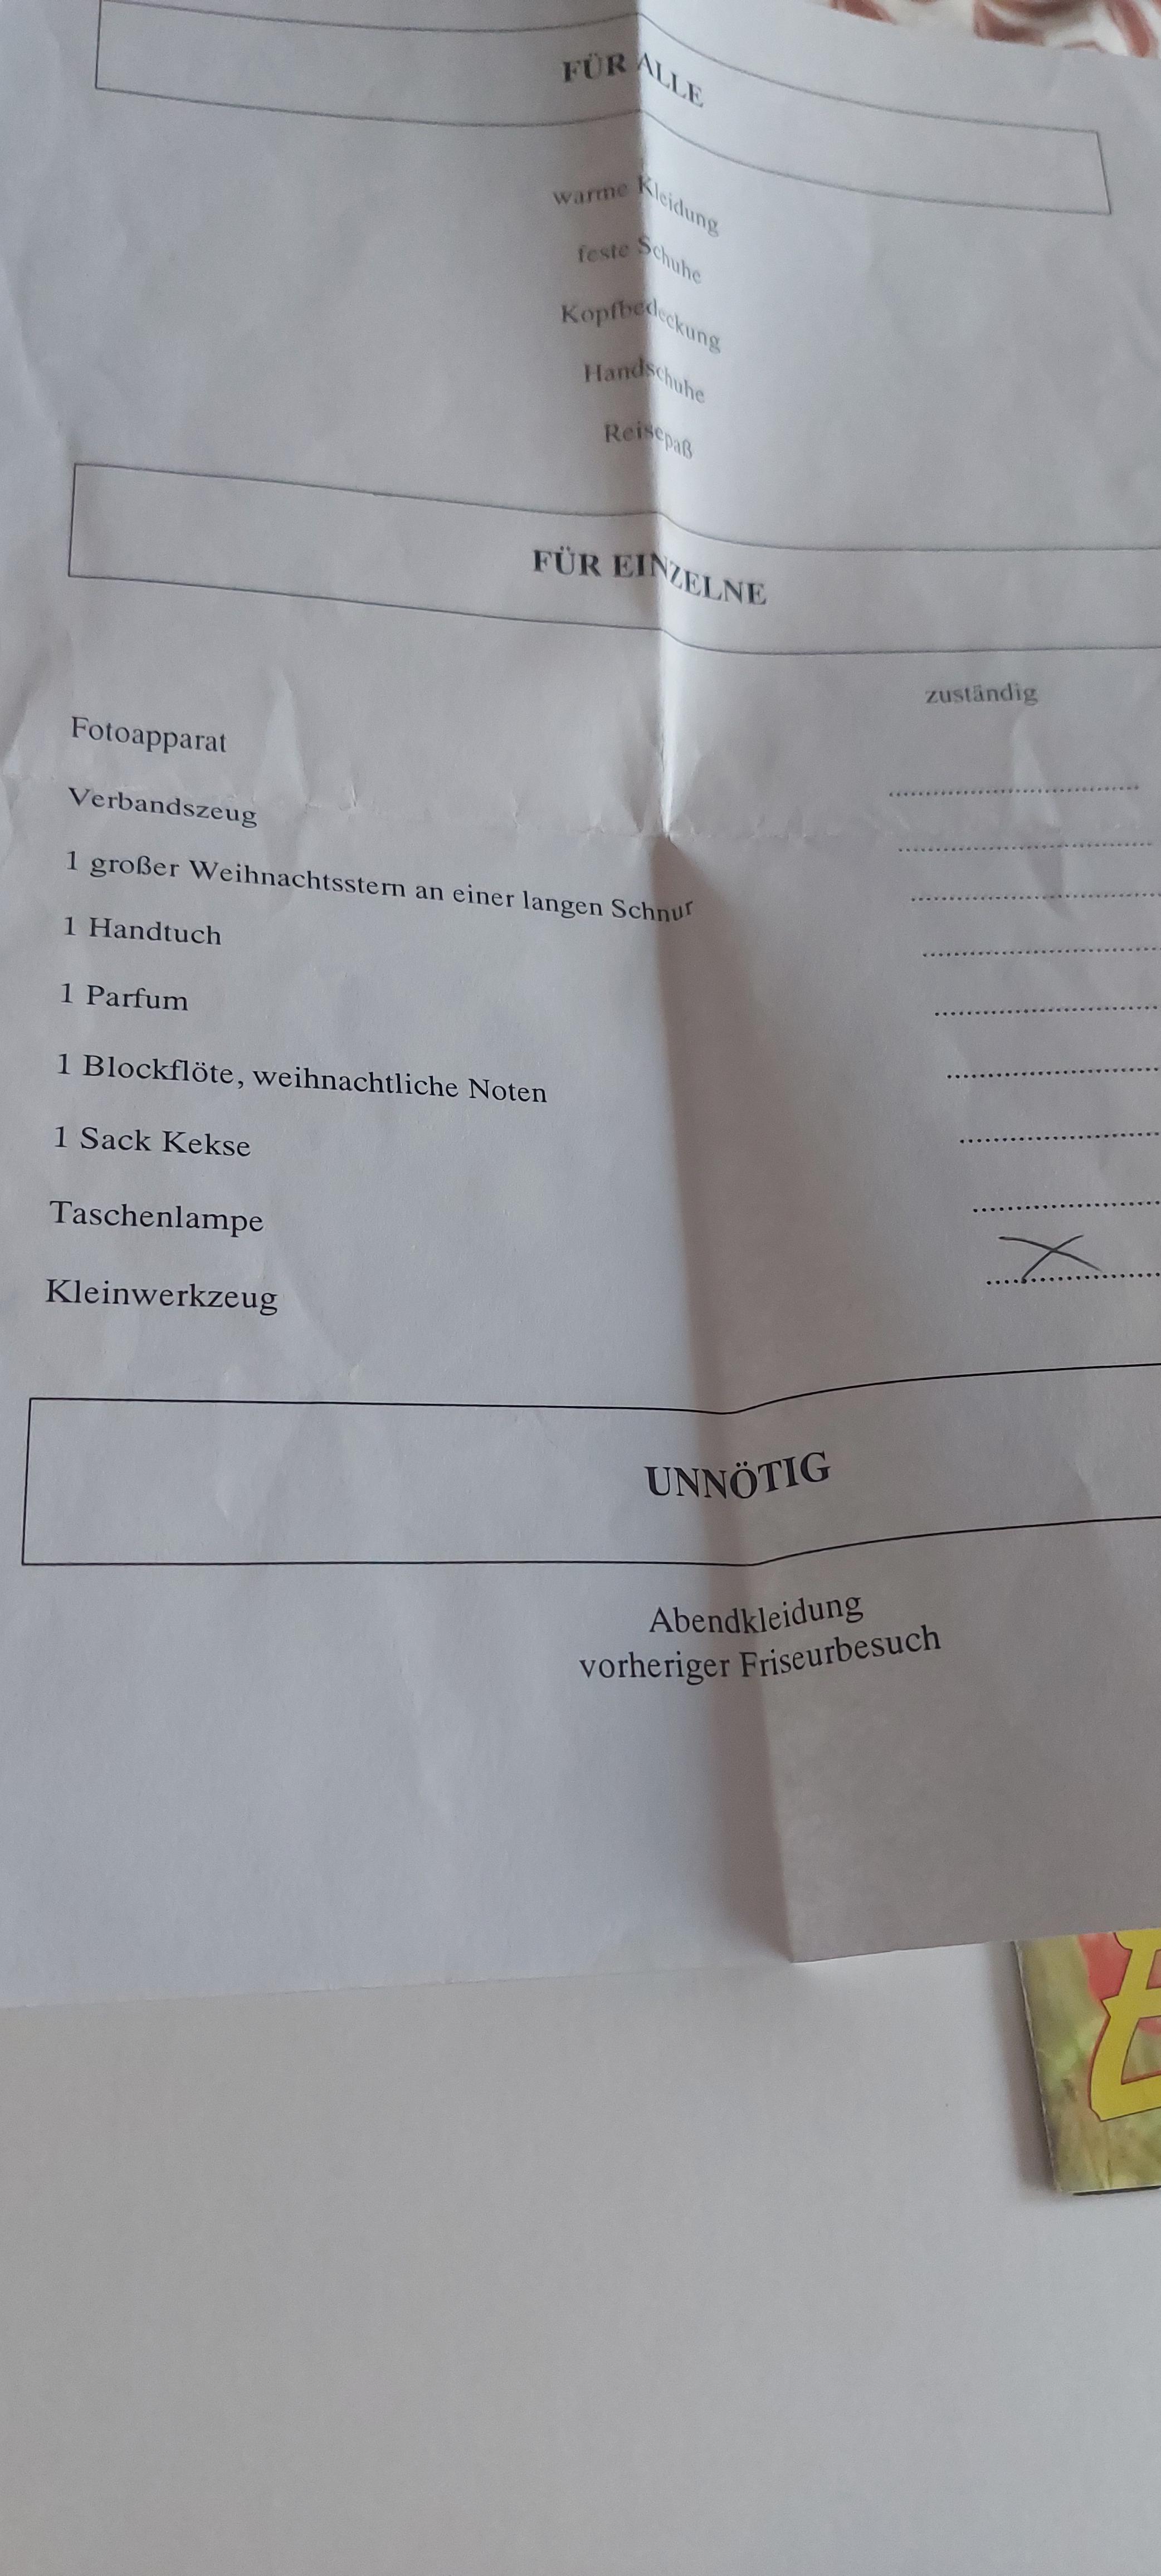 FÜR ALLE
warme Kleidung
feste Schuhe
Kopfbedeckung
Handschuhe
Reisepaß
FÜR EINZELNE
zuständig
Fotoapparat ..............................
Verbandszeug ..............................
1 großer Weihnachtsstern an einer langen Schnur ..............................
1 Handtuch ..............................
1 Parfum ..............................
1 Blockflöte, weihnachtliche Noten ..............................
1 Sack Kekse ..............................
Taschenlampe ..............................
Kleinwerkzeug X ..............................
UNNÖTIG
Abendkleidung
vorheriger Friseurbesuch